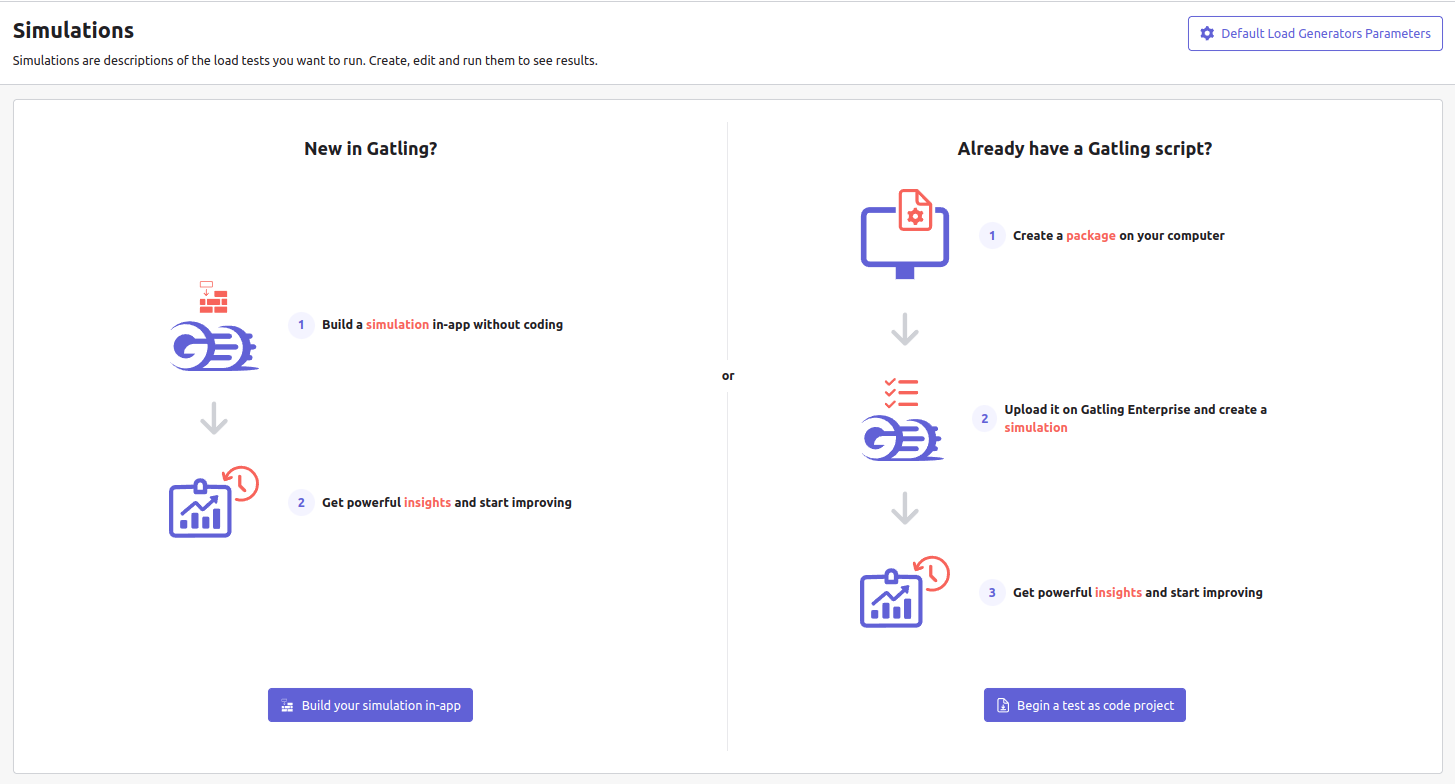 Simulations
Default Load Generators Parameters
Simulations are descriptions of the load tests you want to run. Create, edit and run them to see results.
New in Gatling?
1 Build a simulation in-app without coding
2 Get powerful insights and start improving
Build your simulation in-app
or
Already have a Gatling script?
1 Create a package on your computer
2 Upload it on Gatling Enterprise and create a
simulation
3 Get powerful insights and start improving
Begin a test as code project